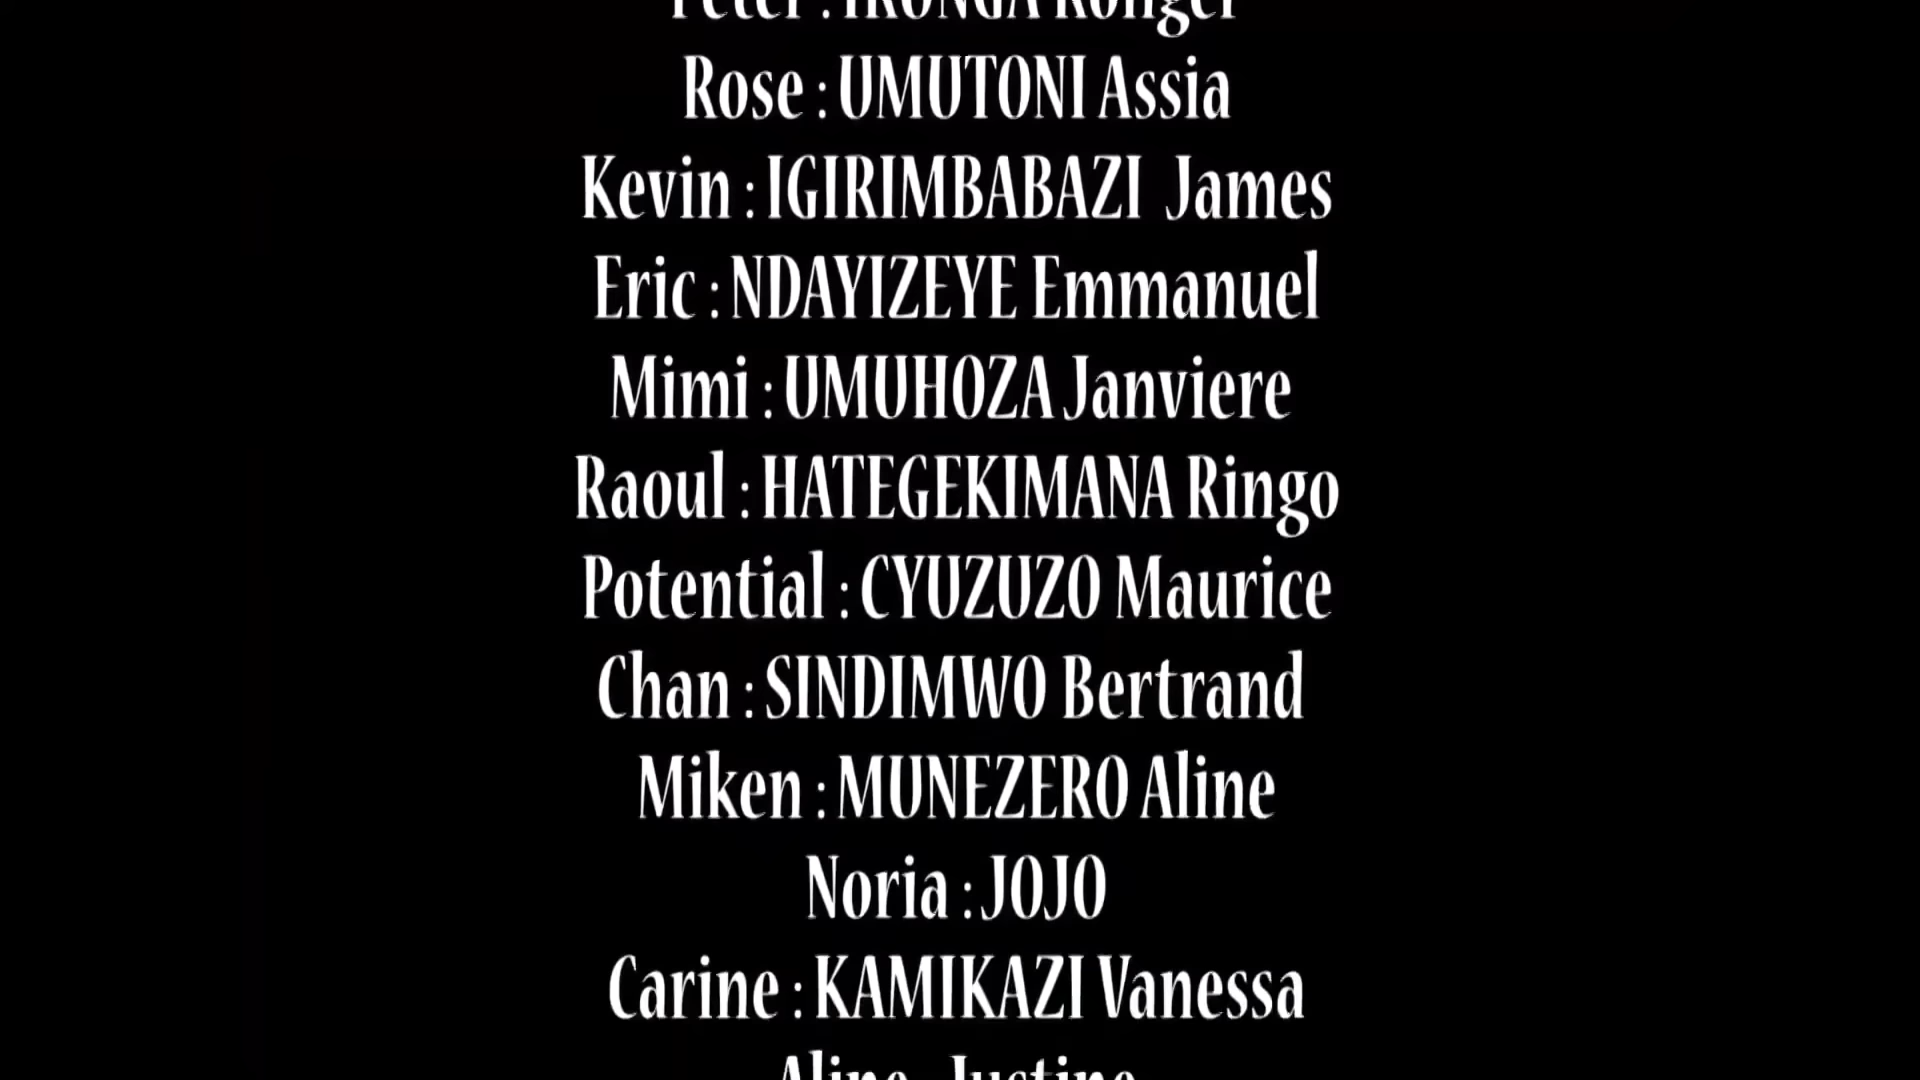 Rose : UMUTONI Assia
Kevin : IGIRIMBABAZI James
Eric : NDAYIZEYE Emmanuel
Mimi : UMUHOZA Janviere
Raoul : HATEGEKIMANA Ringo
Potential : CYUZUZO Maurice
Chan : SINDIMWO Bertrand
Miken : MUNEZERO Aline
Noria : JOJO
Carine : KAMIKAZI Vanessa